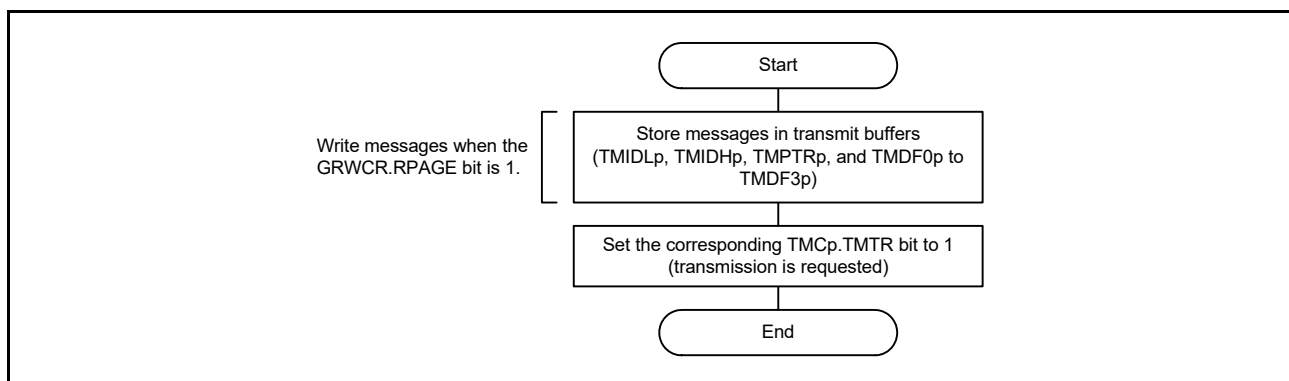 Start
Write messages when the
GRWCR.RPAGE bit is 1.
Store messages in transmit buffers
(TMIDLp, TMIDHp, TMPTRp, and TMDF0p to
TMDF3p)
Set the corresponding TMCp.TMTR bit to 1
(transmission is requested)
End